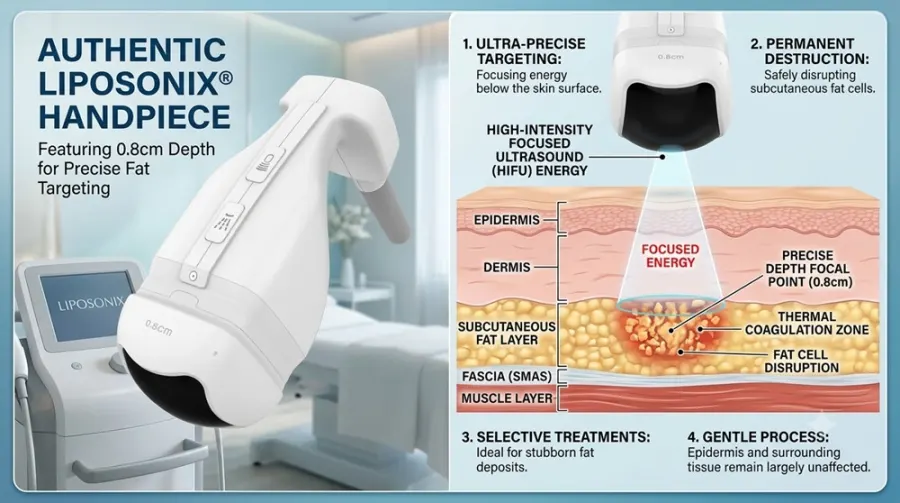 AUTHENTIC
LIPOSONIX®
HANDPIECE
Featuring 0.8cm Depth
for Precise Fat
Targeting
LIPOSONIX
0.8cm
1. ULTRA-PRECISE
TARGETING:
Focusing energy
below the skin surface.
0.8cm
2. PERMANENT
DESTRUCTION:
Safely disrupting
subcutaneous fat cells.
HIGH-INTENSITY
FOCUSED
ULTRASOUND
(HIFU) ENERGY
EPIDERMIS
DERMIS
SUBCUTANEOUS
FAT LAYER
FASCIA (SMAS)
MUSCLE LAYER
FOCUSED
ENERGY
PRECISE
DEPTH FOCAL
POINT (0.8cm)
THERMAL
COAGULATION ZONE
FAT CELL
DISRUPTION
3. SELECTIVE TREATMENTS:
Ideal for stubborn fat
deposits.
4. GENTLE PROCESS:
Epidermis and surrounding
tissue remain largely unaffected.